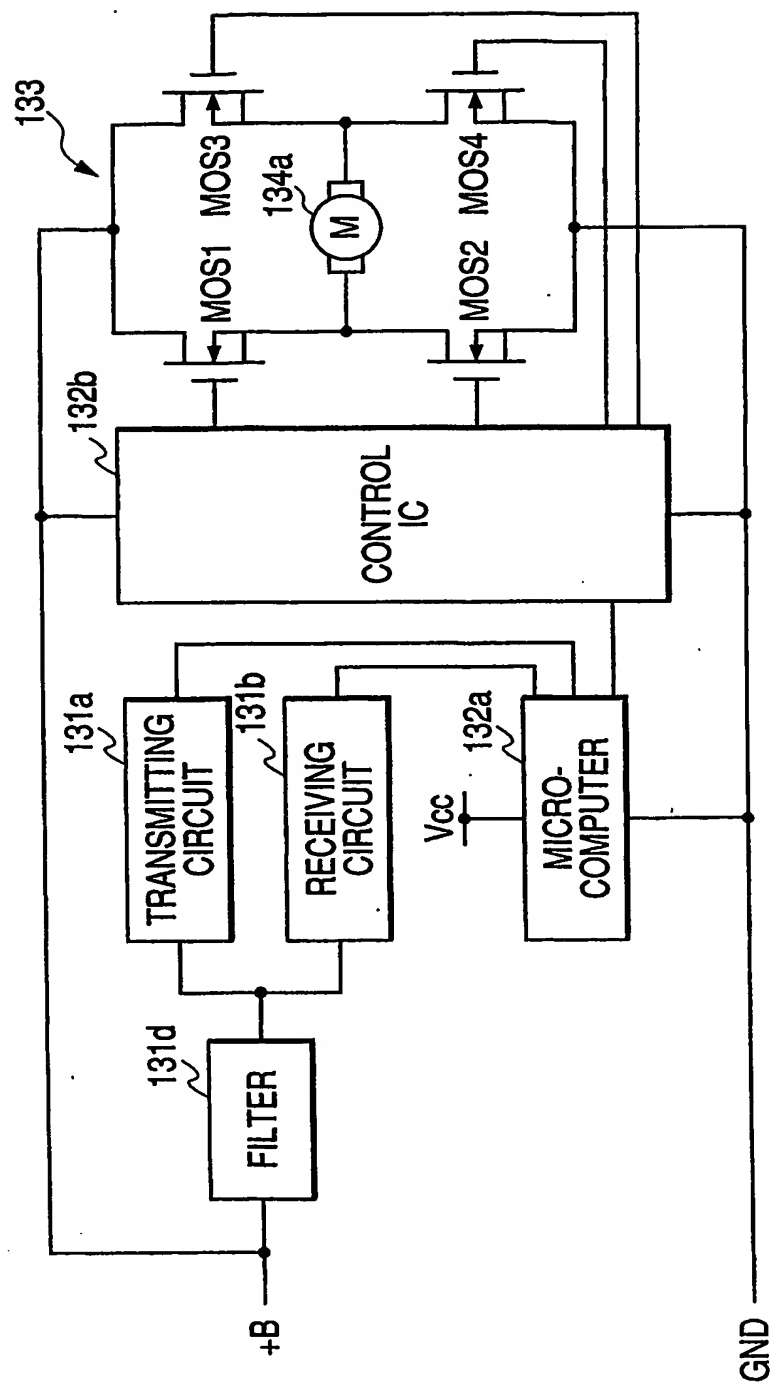 133
MOS3
134a
M
MOS4
MOS1
MOS2
132b
CONTROL
IC
131a
TRANSMITTING
CIRCUIT
131b
RECEIVING
CIRCUIT
132a
Vcc
MICRO-
COMPUTER
131d
FILTER
+B
GND